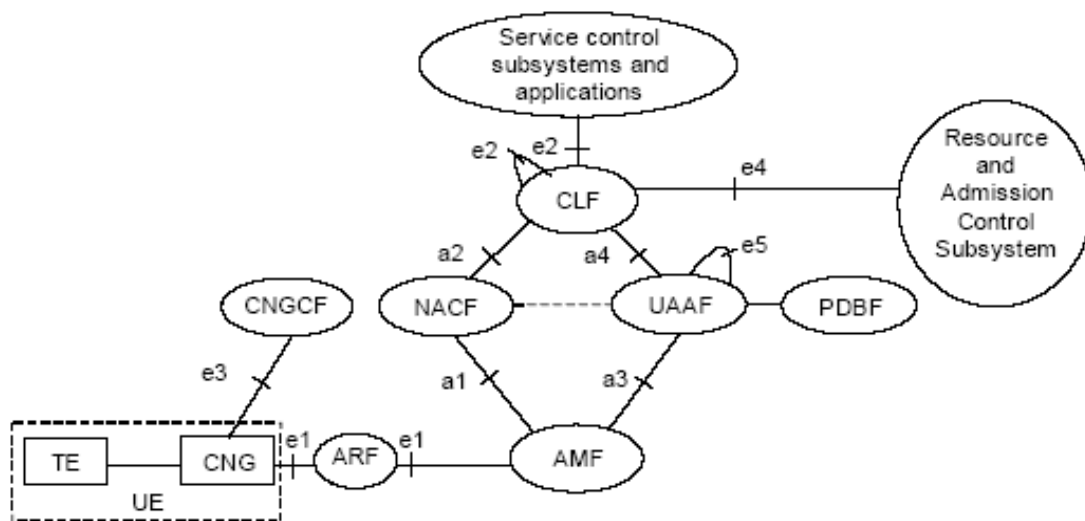 Service control
subsystems and
applications
e2
e2
Resource
and
Admission
Control
Subsystem
e4
CLF
a2
a4
e5
CNGCF
NACF
UAAF
PDBF
e3
a1
a3
TE
CNG
e1
ARF
e1
AMF
UE